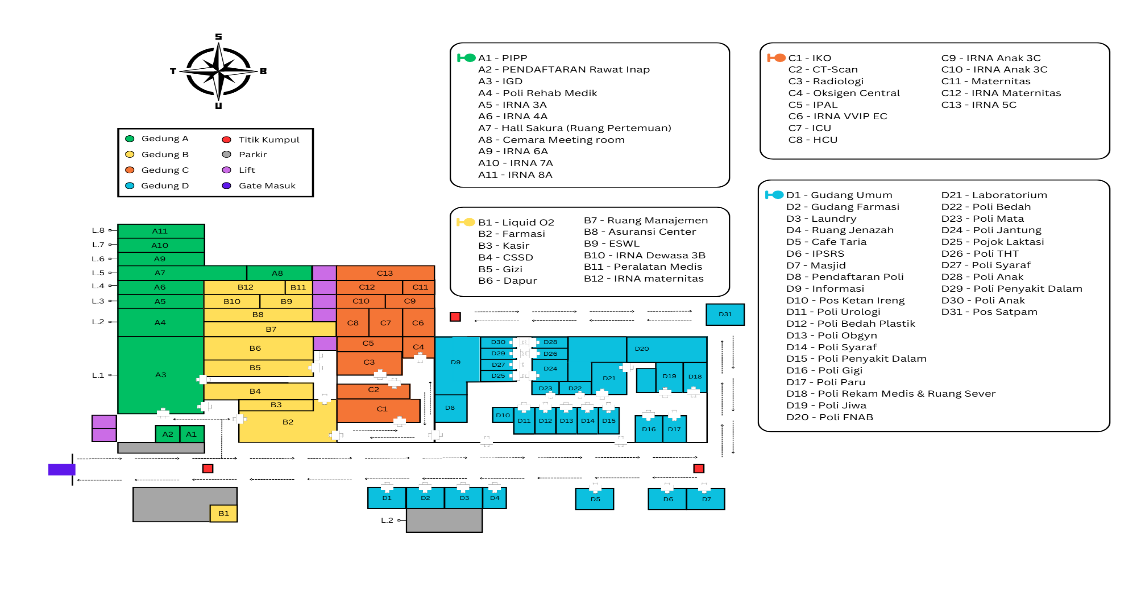 S
T
B
U
Gedung A
Gedung B
Gedung C
Gedung D
Titik Kumpul
Parkir
Lift
Gate Masuk
A1 - PIPP
A2 - PENDAFTARAN Rawat Inap
A3 - IGD
A4 - Poli Rehab Medik
A5 - IRNA 3A
A6 - IRNA 4A
A7 - Hall Sakura (Ruang Pertemuan)
A8 - Cemara Meeting room
A9 - IRNA 6A
A10 - IRNA 7A
A11 - IRNA 8A
B1 - Liquid O2
B2 - Farmasi
B3 - Kasir
B4 - CSSD
B5 - Gizi
B6 - Dapur
B7 - Ruang Manajemen
B8 - Asuransi Center
B9 - ESWL
B10 - IRNA Dewasa 3B
B11 - Peralatan Medis
B12 - IRNA maternitas
C1 - IKO
C2 - CT-Scan
C3 - Radiologi
C4 - Oksigen Central
C5 - IPAL
C6 - IRNA VVIP EC
C7 - ICU
C8 - HCU
C9 - IRNA Anak 3C
C10 - IRNA Anak 3C
C11 - Maternitas
C12 - IRNA Maternitas
C13 - IRNA 5C
D1 - Gudang Umum
D2 - Gudang Farmasi
D3 - Laundry
D4 - Ruang Jenazah
D5 - Cafe Taria
D6 - IPSRS
D7 - Masjid
D8 - Pendaftaran Poli
D9 - Informasi
D10 - Pos Ketan Ireng
D11 - Poli Urologi
D12 - Poli Bedah Plastik
D13 - Poli Obgyn
D14 - Poli Syaraf
D15 - Poli Penyakit Dalam
D16 - Poli Gigi
D17 - Poli Paru
D18 - Poli Rekam Medis & Ruang Sever
D19 - Poli Jiwa
D20 - Poli FNAB
D21 - Laboratorium
D22 - Poli Bedah
D23 - Poli Mata
D24 - Poli Jantung
D25 - Pojok Laktasi
D26 - Poli THT
D27 - Poli Syaraf
D28 - Poli Anak
D29 - Poli Penyakit Dalam
D30 - Poli Anak
D31 - Pos Satpam
L.8
A11
L.7
A10
L.6
A9
L.5
A7
A8
C13
L.4
A6
B12
B11
C12
C11
L.3
A5
B10
B9
C10
C9
L.2
A4
B8
B7
C8
C7
C6
D31
L.1
A3
B6
B5
B4
B3
B2
C5
C4
C3
C2
C1
D9
D8
D30
D28
D29
D26
D27
D24
D25
D23
D22
D21
D20
D19
D18
D10
D11
D12
D13
D14
D15
D16
D17
A2
A1
B1
D1
D2
D3
D4
D5
D6
D7
L.2